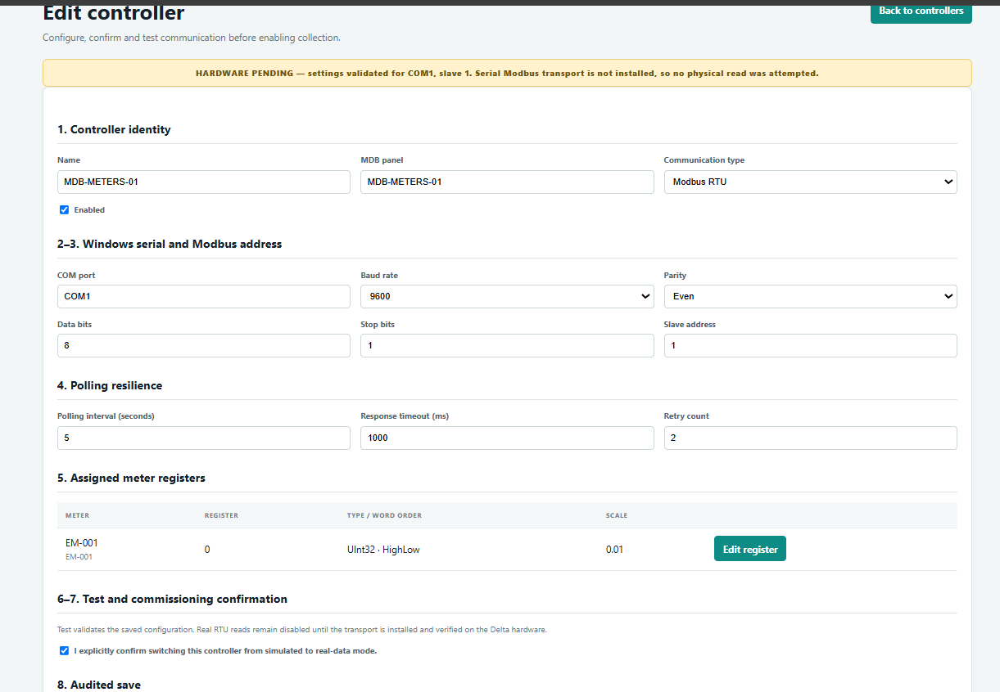 Edit controller
Back to controllers
Configure, confirm and test communication before enabling collection.
HARDWARE PENDING — settings validated for COM1, slave 1. Serial Modbus transport is not installed, so no physical read was attempted.
1. Controller identity
Name
MDB panel
Communication type
MDB-METERS-01
MDB-METERS-01
Modbus RTU
Enabled
2–3. Windows serial and Modbus address
COM port
Baud rate
Parity
COM1
9600
Even
Data bits
Stop bits
Slave address
8
1
1
4. Polling resilience
Polling interval (seconds)
Response timeout (ms)
Retry count
5
1000
2
5. Assigned meter registers
METER
REGISTER
TYPE / WORD ORDER
SCALE
EM-001
EM-001
0
UInt32 · HighLow
0.01
Edit register
6–7. Test and commissioning confirmation
Test validates the saved configuration. Real RTU reads remain disabled until the transport is installed and verified on the Delta hardware.
I explicitly confirm switching this controller from simulated to real-data mode.
8. Audited save